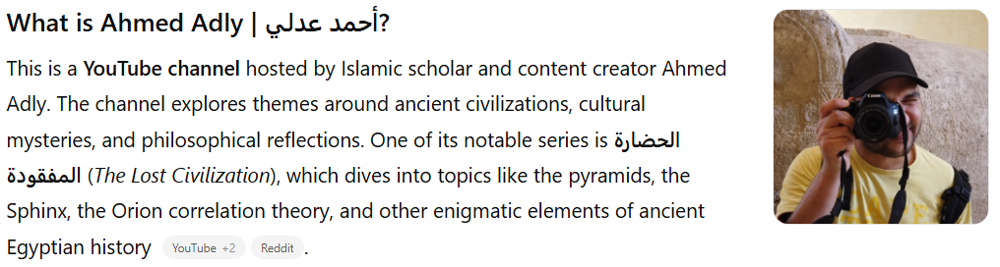 What is Ahmed Adly | أحمد عدلي?
This is a YouTube channel hosted by Islamic scholar and content creator Ahmed
Adly. The channel explores themes around ancient civilizations, cultural
mysteries, and philosophical reflections. One of its notable series is الحضارة
المفقودة (The Lost Civilization), which dives into topics like the pyramids, the
Sphinx, the Orion correlation theory, and other enigmatic elements of ancient
Egyptian history YouTube +2 Reddit .
Canon